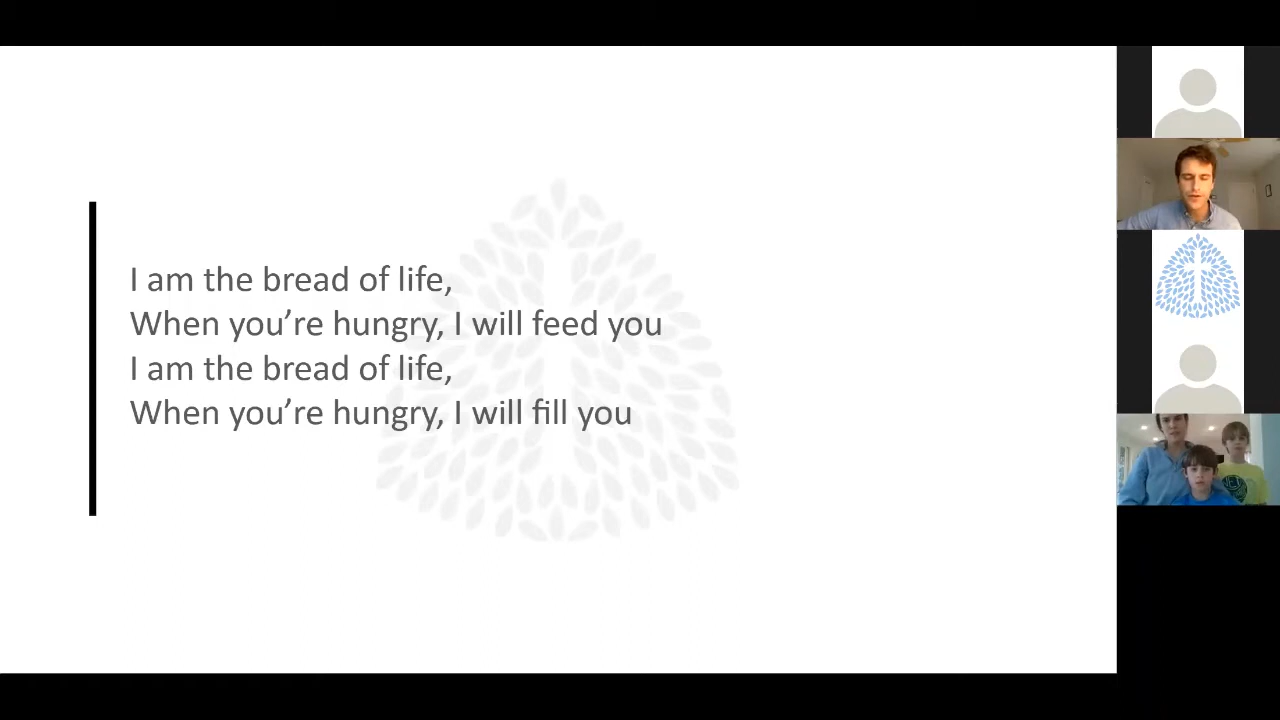 I am the bread of life,
When you’re hungry, I will feed you
I am the bread of life,
When you’re hungry, I will fill you